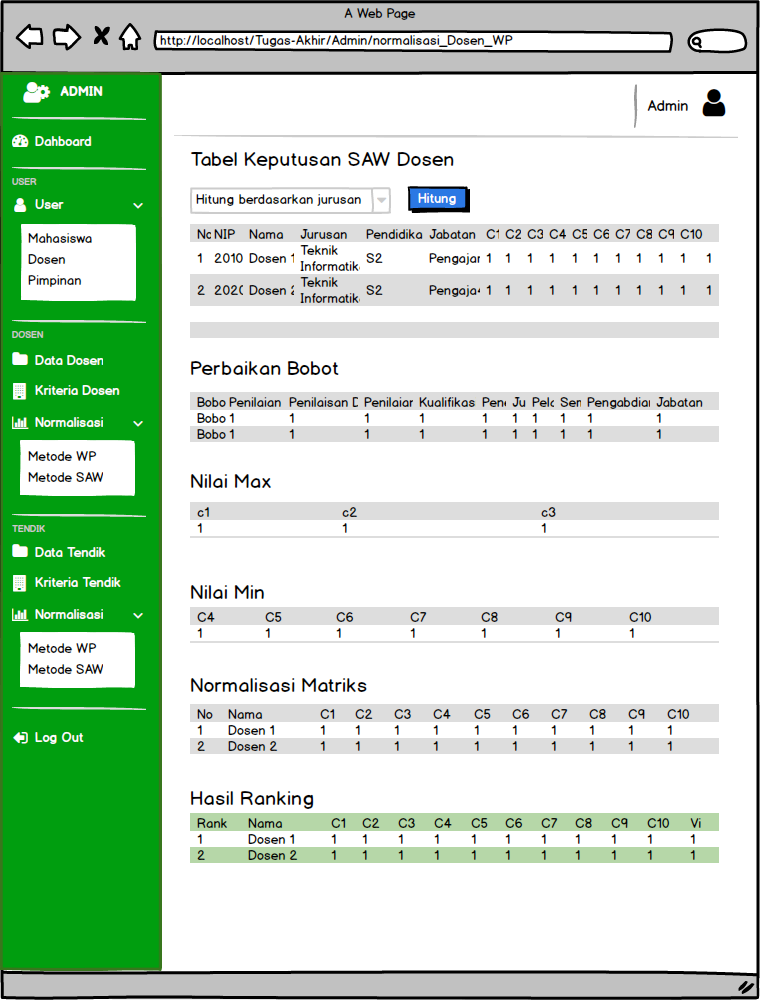 A Web Page
http://localhost/Tugas-Akhir/Admin/normalisasi_Dosen_WP
ADMIN
Dahboard
USER
User
Mahasiswa
Dosen
Pimpinan
DOSEN
Data Dosen
Kriteria Dosen
Normalisasi
Metode WP
Metode SAW
TENDIK
Data Tendik
Kriteria Tendik
Normalisasi
Metode WP
Metode SAW
Log Out
Admin
Tabel Keputusan SAW Dosen
Hitung berdasarkan jurusan Hitung
NIP Nama Jurusan Pendidika Jabatan C1 C2 C3 C4 C5 C6 C7 C8 C9 C10
1 2010 Dosen 1 Teknik Informatik S2 Pengajar 1 1 1 1 1 1 1 1 1 1 1
2 2020 Dosen 2 Teknik Informatik S2 Pengaja 1 1 1 1 1 1 1 1 1 1
Perbaikan Bobot
Bobo Penilaian Penilaisan Penilaiar Kualifikas Pene Ju Pela Sem Pengabdian Jabatan
Bobo 1 1 1 1 1 1 1 1 1 1
Bobo 1 1 1 1 1 1 1 1 1 1
Nilai Max
c1 c2 c3
1 1 1
Nilai Min
C4 C5 C6 C7 C8 C9 C10
1 1 1 1 1 1 1
Normalisasi Matriks
No Nama C1 C2 C3 C4 C5 C6 C7 C8 C9 C10
1 Dosen 1 1 1 1 1 1 1 1 1 1 1
2 Dosen 2 1 1 1 1 1 1 1 1 1 1
Hasil Ranking
Rank Nama C1 C2 C3 C4 C5 C6 C7 C8 C9 C10 Vi
1 Dosen 1 1 1 1 1 1 1 1 1 1 1 1
2 Dosen 2 1 1 1 1 1 1 1 1 1 1 1